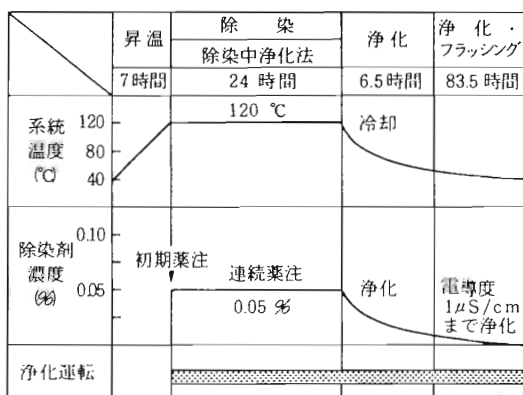 昇温
除染
除染中浄化法
浄化
浄化・
フラッシング
7時間
24 時間
6.5時間
83.5時間
系統
温度
(℃)
120
80
40
120 ℃
冷却
除染剤
濃度
(%)
0.10
0.05
初期薬注
連続薬注
0.05 %
浄化
電導度
1μS/cm
まで浄化
浄化運転